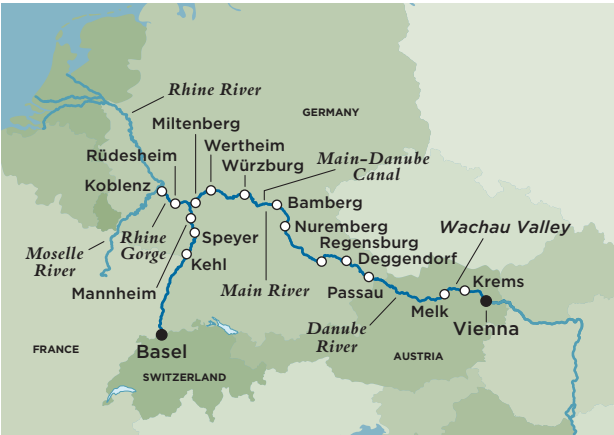 Rhine River
GERMANY
Miltenberg
Wertheim
Rüdesheim
Würzburg
Main-Danube
Canal
Koblenz
Bamberg
Nuremberg
Wachau Valley
Speyer
Regensburg
Moselle
River
Rhine
Gorge
Kehl
Deggendorf
Mannheim
Main River
Passau
Krems
Melk
Vienna
Danube
River
Basel
FRANCE
AUSTRIA
SWITZERLAND